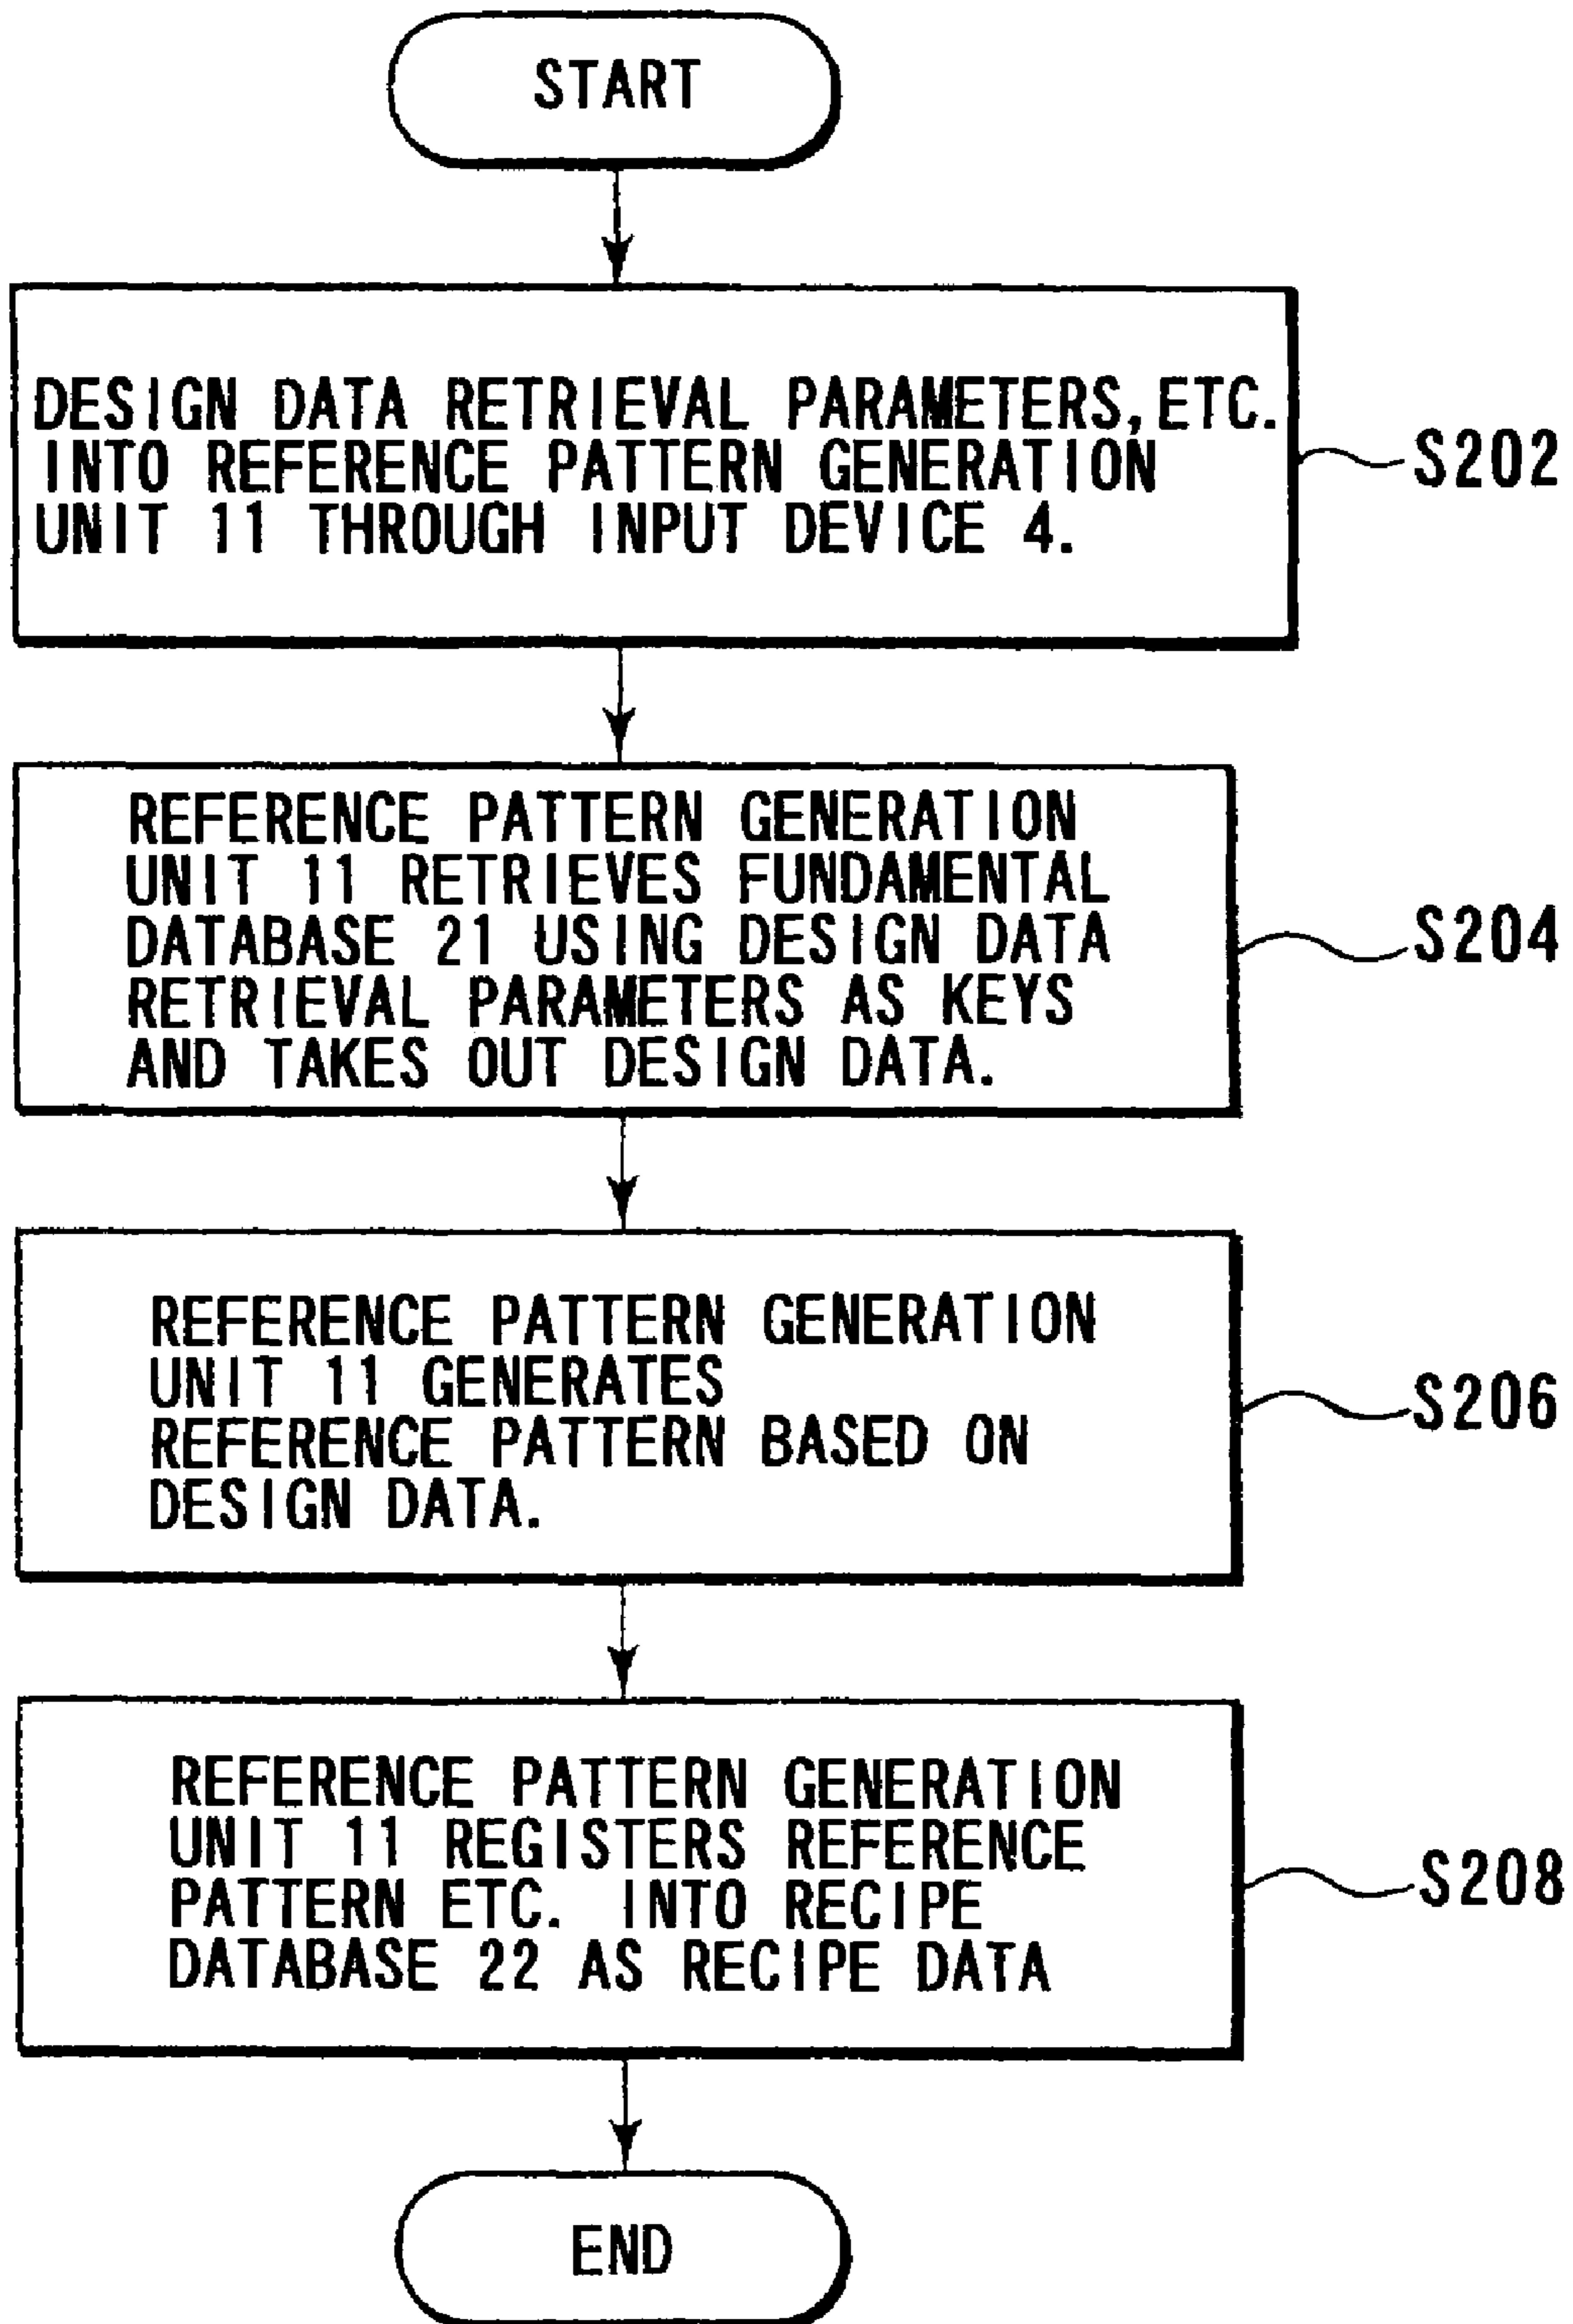 START
DESIGN DATA RETRIEVAL PARAMETERS, ETC.
INTO REFERENCE PATTERN GENERATION
UNIT 11 THROUGH INPUT DEVICE 4.
S202
REFERENCE PATTERN GENERATION
UNIT 11 RETRIEVES FUNDAMENTAL
DATABASE 21 USING DESIGN DATA
RETRIEVAL PARAMETERS AS KEYS
AND TAKES OUT DESIGN DATA.
S204
REFERENCE PATTERN GENERATION
UNIT 11 GENERATES
REFERENCE PATTERN BASED ON
DESIGN DATA.
S206
REFERENCE PATTERN GENERATION
UNIT 11 REGISTERS REFERENCE
PATTERN ETC. INTO RECIPE
DATABASE 22 AS RECIPE DATA
S208
END